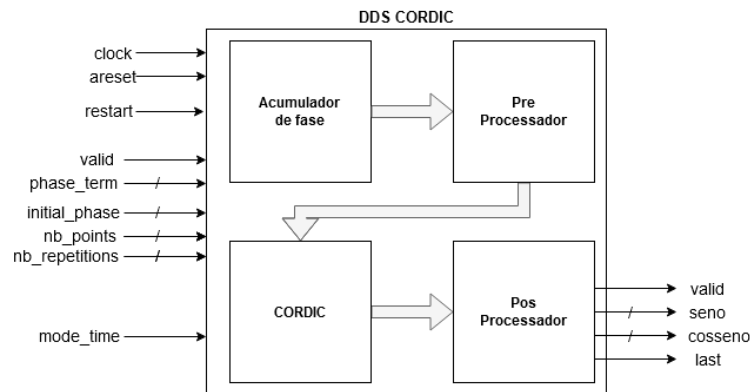 DDS CORDIC
clock
areset
restart
valid
phase_term
initial_phase
nb_points
nb_repetitions
mode_time
Acumulador
de fase
Pre
Processador
CORDIC
Pos
Processador
valid
seno
cosseno
last